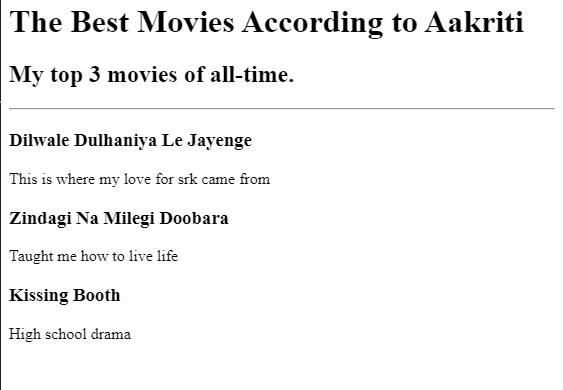 The Best Movies According to Aakriti
My top 3 movies of all-time.
Dilwale Dulhaniya Le Jayenge
This is where my love for srk came from
Zindagi Na Milegi Doobara
Taught me how to live life
Kissing Booth
High school drama